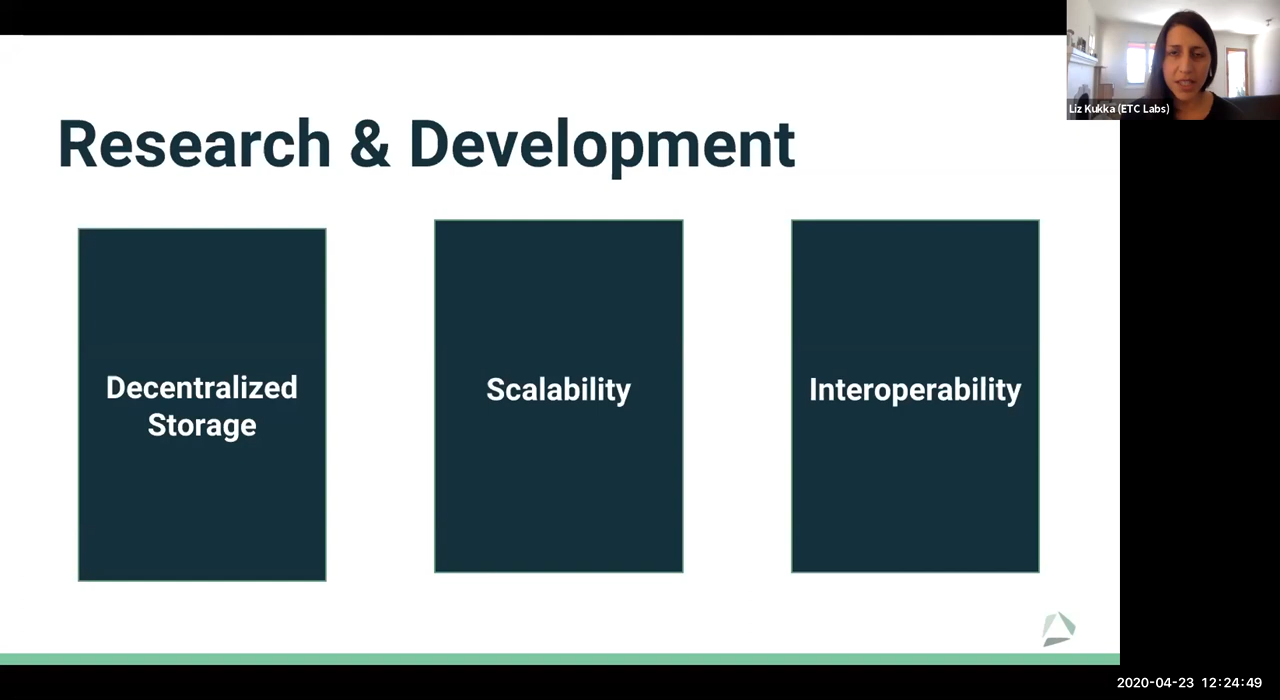 Liz Kukka (ETC Labs)
Research & Development
Decentralized
Storage
Scalability
Interoperability
2020-04-23 12:24:49